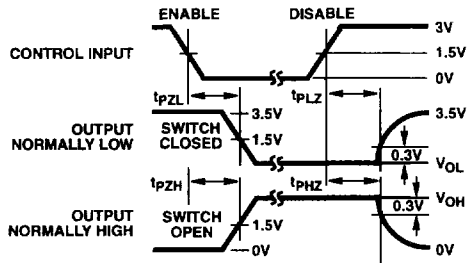 ENABLE
DISABLE
3V
CONTROL INPUT
1.5V
0V
tPZL
tPLZ
3.5V
3.5V
OUTPUT
NORMALLY LOW
SWITCH
CLOSED
1.5V
0.3V
VOL
tPZH
tPHZ
VOH
0.3V
OUTPUT
NORMALLY HIGH
SWITCH
OPEN
1.5V
0V
0V